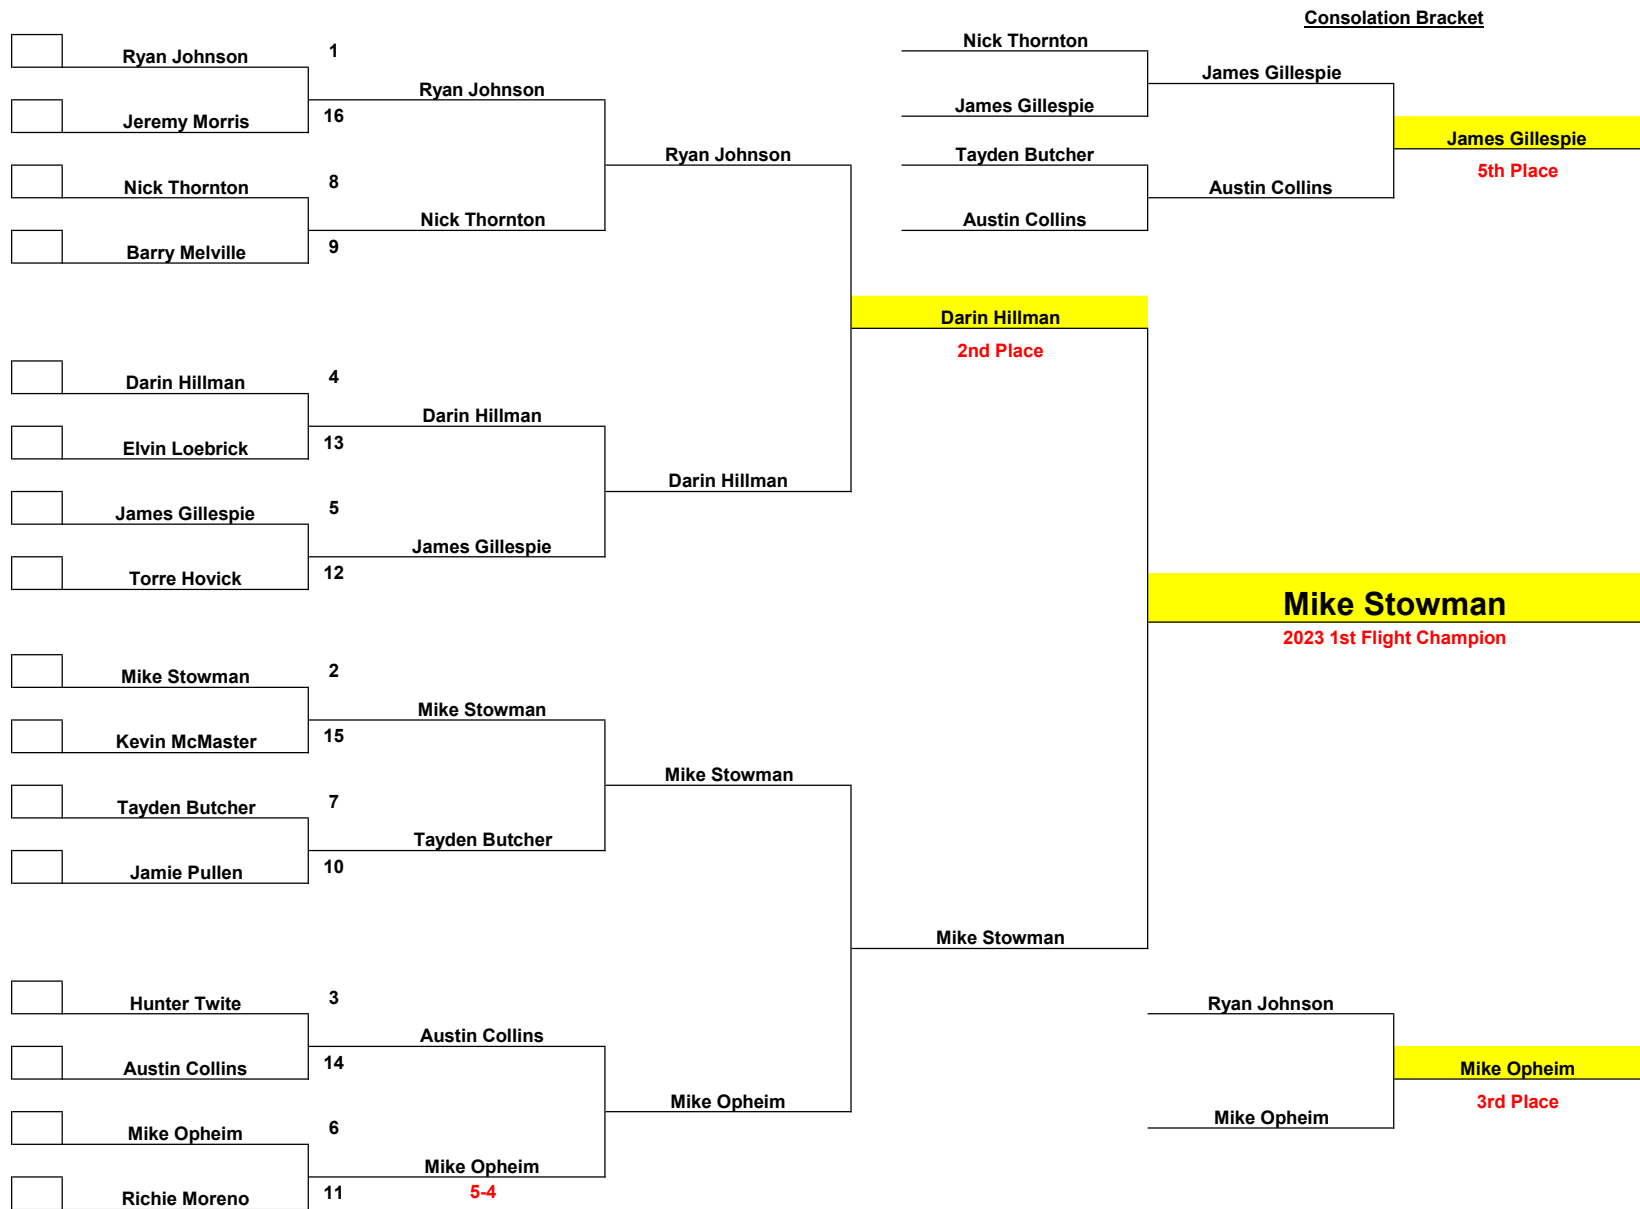 Consolation Bracket
Ryan Johnson
1
Jeremy Morris
16
Ryan Johnson
Nick Thornton
8
Barry Melville
9
Nick Thornton
Ryan Johnson
Darin Hillman
4
Elvin Loebrick
13
Darin Hillman
James Gillespie
5
Torre Hovick
12
James Gillespie
Darin Hillman
Darin Hillman
2nd Place
Mike Stowman
2
Kevin McMaster
15
Mike Stowman
Tayden Butcher
7
Jamie Pullen
10
Tayden Butcher
Mike Stowman
Hunter Twite
3
Austin Collins
14
Austin Collins
Mike Opheim
6
Richie Moreno
11
Mike Opheim
5-4
Mike Opheim
Mike Stowman
Mike Stowman
2023 1st Flight Champion
Nick Thornton
James Gillespie
James Gillespie
Tayden Butcher
Austin Collins
Austin Collins
James Gillespie
5th Place
Ryan Johnson
Mike Opheim
Mike Opheim
3rd Place